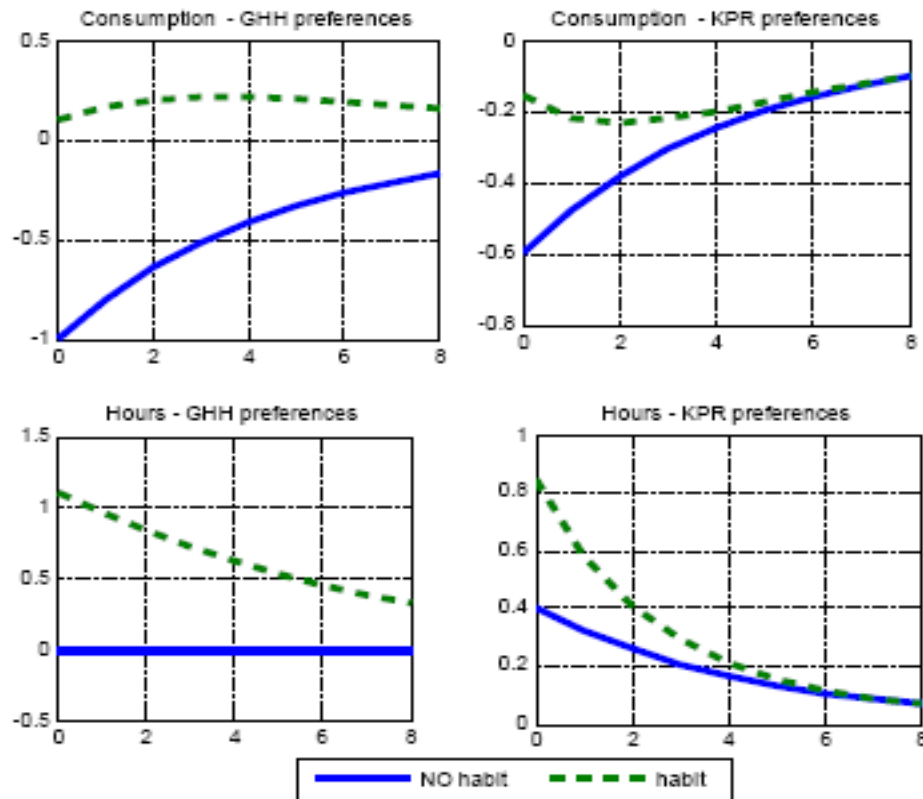 Consumption - GHH preferences
0.5
0
-0.5
-1
0 2 4 6 8
Consumption - KPR preferences
0
-0.2
-0.4
-0.6
-0.8
0 2 4 6 8
Hours - GHH preferences
1.5
1
0.5
0
-0.5
0 2 4 6 8
Hours - KPR preferences
1
0.8
0.6
0.4
0.2
0
0 2 4 6 8
NO habit habit